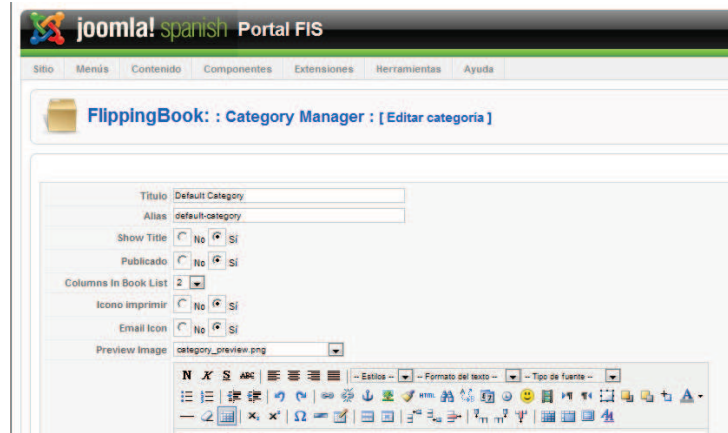 joomla! spanish Portal FIS
Sitio Menús Contenido Componentes Extensiones Herramientas Ayuda
FlippingBook: : Category Manager : [ Editar categoría ]
Título Default Category
Alias default-category
Show Title No Sí
Publicado No Sí
Columns In Book List 2
Icono imprimir No Sí
Email Icon No Sí
Preview Image category_preview.png
N K S ABC -- Estilos -- -- Formato del texto -- -- Tipo de fuente --
HTML